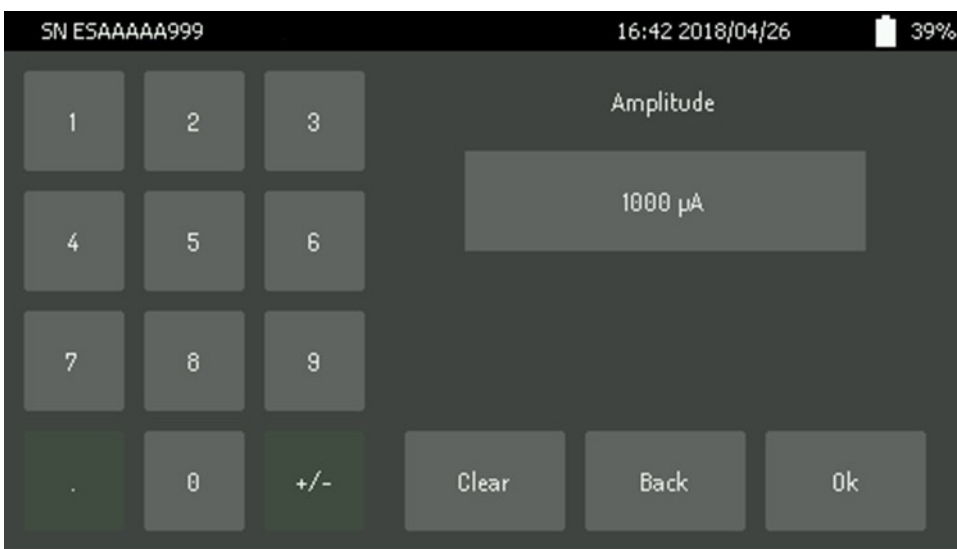 SN ESAAAAA999 16:42 2018/04/26 39%
Amplitude
1000 µA
1 2 3
4 5 6
7 8 9
. 0 +/-
Clear Back Ok